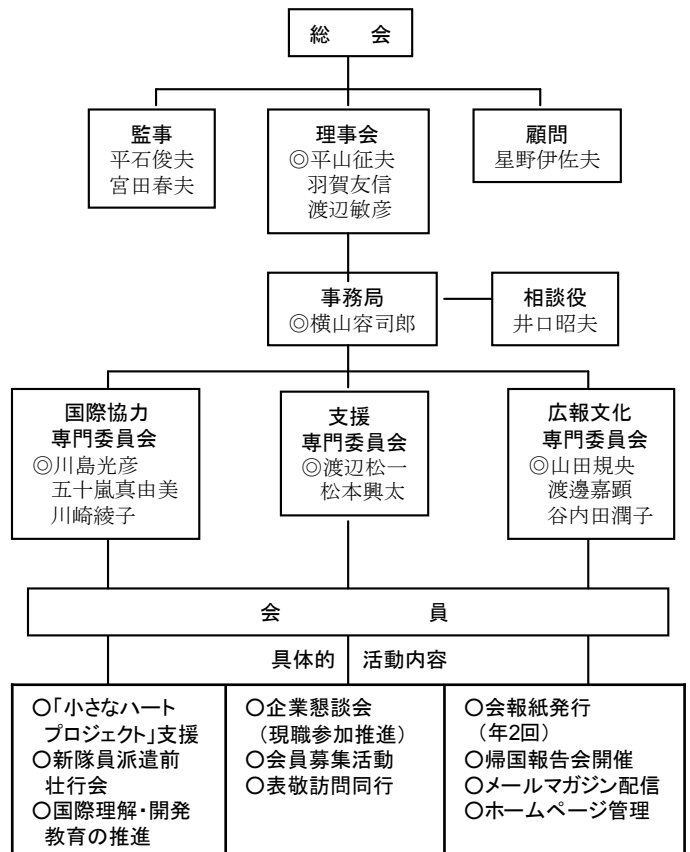 総　会
監事
平石俊夫
宮田春夫
理事会
◎平山征夫
羽賀友信
渡辺敏彦
顧問
星野伊佐夫
事務局
◎横山容司郎
相談役
井口昭夫
国際協力
専門委員会
◎川島光彦
五十嵐真由美
川崎綾子
支援
専門委員会
◎渡辺松一
松本興太
広報文化
専門委員会
◎山田規央
渡邊嘉顕
谷内田潤子
会　員
具体的 活動内容
○「小さなハート
プロジェクト」支援
○新隊員派遣前
壮行会
○国際理解・開発
教育の推進
○企業懇談会
（現職参加推進）
○会員募集活動
○表敬訪問同行
○会報紙発行
（年2回）
○帰国報告会開催
○メールマガジン配信
○ホームページ管理